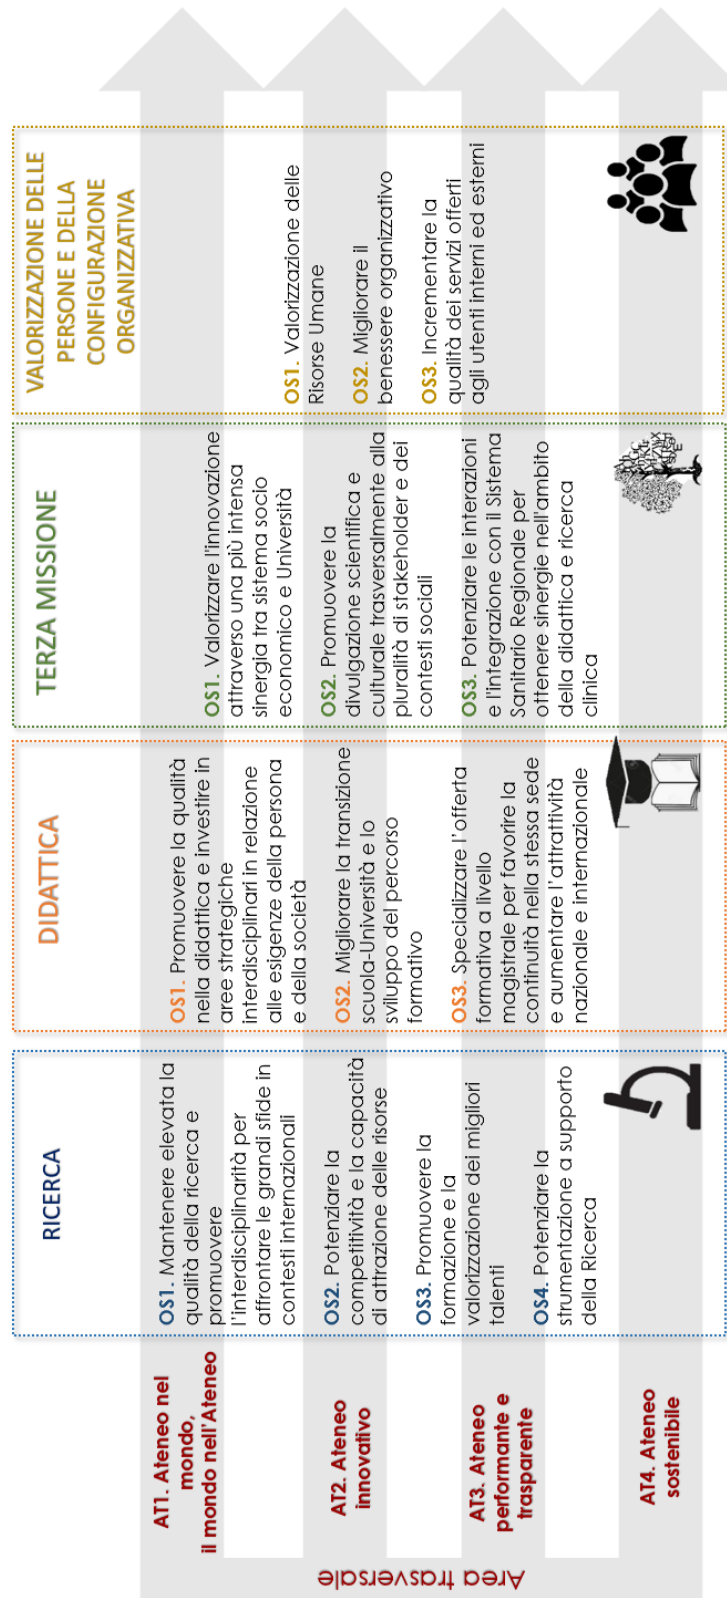 Area trasversale
AT1. Ateneo nel
mondo,
il mondo nell'Ateneo
AT2. Ateneo
innovativo
AT3. Ateneo
performante e
trasparente
AT4. Ateneo
sostenibile
RICERCA
OS1. Mantenere elevata la
qualità della ricerca e
promuovere
l'interdisciplinarità per
affrontare le grandi sfide in
contesti internazionali
OS2. Potenziare la
competitività e la capacità
di attrazione delle risorse
OS3. Promuovere la
formazione e la
valorizzazione dei migliori
talenti
OS4. Potenziare la
strumentazione a supporto
della Ricerca
DIDATTICA
OS1. Promuovere la qualità
nella didattica e investire in
aree strategiche
interdisciplinari in relazione
alle esigenze della persona
e della società
OS2. Migliorare la transizione
scuola-Università e lo
sviluppo del percorso
formativo
OS3. Specializzare l'offerta
formativa a livello
magistrale per favorire la
continuità nella stessa sede
e aumentare l'attrattività
nazionale e internazionale
TERZA MISSIONE
OS1. Valorizzare l'innovazione
attraverso una più intensa
sinergia tra sistema socio
economico e Università
OS2. Promuovere la
divulgazione scientifica e
culturale trasversalmente alla
pluralità di stakeholder e dei
contesti sociali
OS3. Potenziare le interazioni
e l'integrazione con il Sistema
Sanitario Regionale per
ottenere sinergie nell'ambito
della didattica e ricerca
clinica
VALORIZZAZIONE DELLE
PERSONE E DELLA
CONFIGURAZIONE
ORGANIZZATIVA
OS1. Valorizzazione delle
Risorse Umane
OS2. Migliorare il
benessere organizzativo
OS3. Incrementare la
qualità dei servizi offerti
agli utenti interni ed esterni